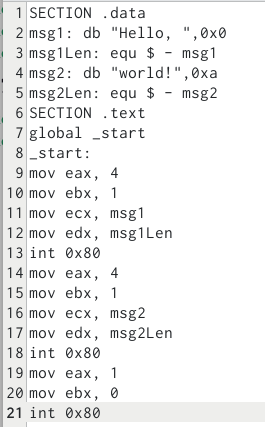 1 SECTION .data
2 msg1: db "Hello, ",0x0
3 msg1Len: equ $ - msg1
4 msg2: db "world!",0xa
5 msg2Len: equ $ - msg2
6 SECTION .text
7 global _start
8 _start:
9 mov eax, 4
10 mov ebx, 1
11 mov ecx, msg1
12 mov edx, msg1Len
13 int 0x80
14 mov eax, 4
15 mov ebx, 1
16 mov ecx, msg2
17 mov edx, msg2Len
18 int 0x80
19 mov eax, 1
20 mov ebx, 0
21 int 0x80